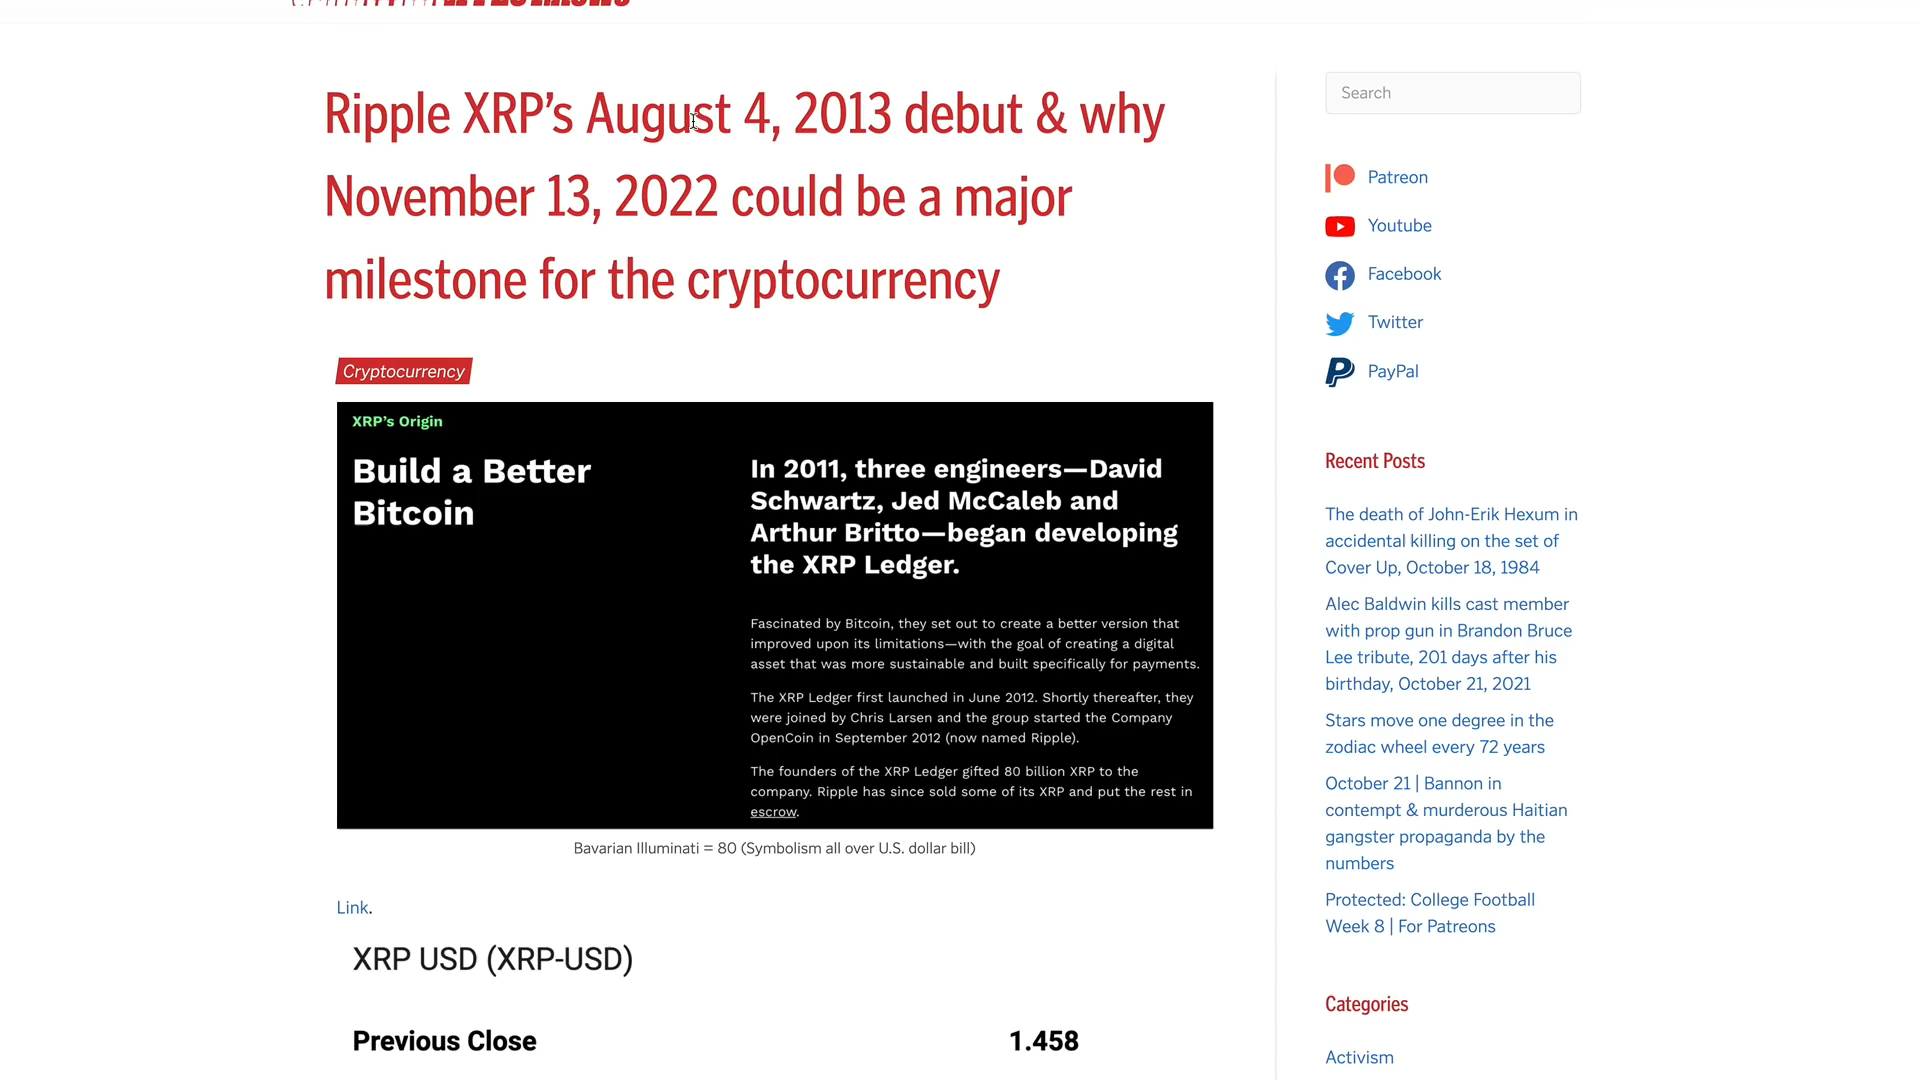 Ripple XRP’s August 4, 2013 debut & why
November 13, 2022 could be a major
milestone for the cryptocurrency
Cryptocurrency
XRP’s Origin
Build a Better
Bitcoin
In 2011, three engineers—David
Schwartz, Jed McCaleb and
Arthur Britto—began developing
the XRP Ledger.
Fascinated by Bitcoin, they set out to create a better version that
improved upon its limitations—with the goal of creating a digital
asset that was more sustainable and built specifically for payments.
The XRP Ledger first launched in June 2012. Shortly thereafter, they
were joined by Chris Larsen and the group started the Company
OpenCoin in September 2012 (now named Ripple).
The founders of the XRP Ledger gifted 80 billion XRP to the
company. Ripple has since sold some of its XRP and put the rest in
escrow.
Bavarian Illuminati = 80 (Symbolism all over U.S. dollar bill)
Link.
XRP USD (XRP-USD)
Previous Close 1.458
Search
Patreon
Youtube
Facebook
Twitter
PayPal
Recent Posts
The death of John-Erik Hexum in
accidental killing on the set of
Cover Up, October 18, 1984
Alec Baldwin kills cast member
with prop gun in Brandon Bruce
Lee tribute, 201 days after his
birthday, October 21, 2021
Stars move one degree in the
zodiac wheel every 72 years
October 21 | Bannon in
contempt & murderous Haitian
gangster propaganda by the
numbers
Protected: College Football
Week 8 | For Patreons
Categories
Activism